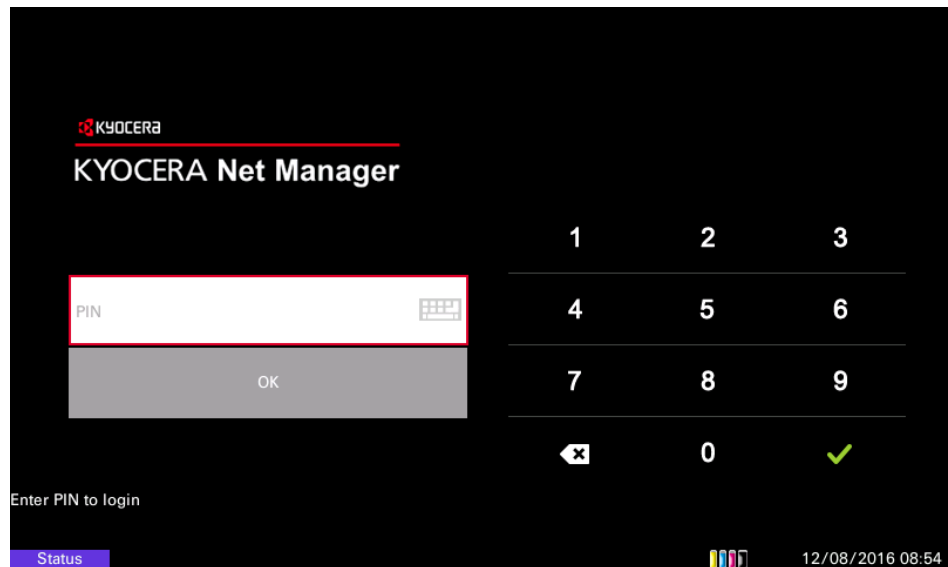 KYOCERA
KYOCERA Net Manager
1 2 3
PIN
4 5 6
OK
7 8 9
0
Enter PIN to login
Status
12/08/2016 08:54